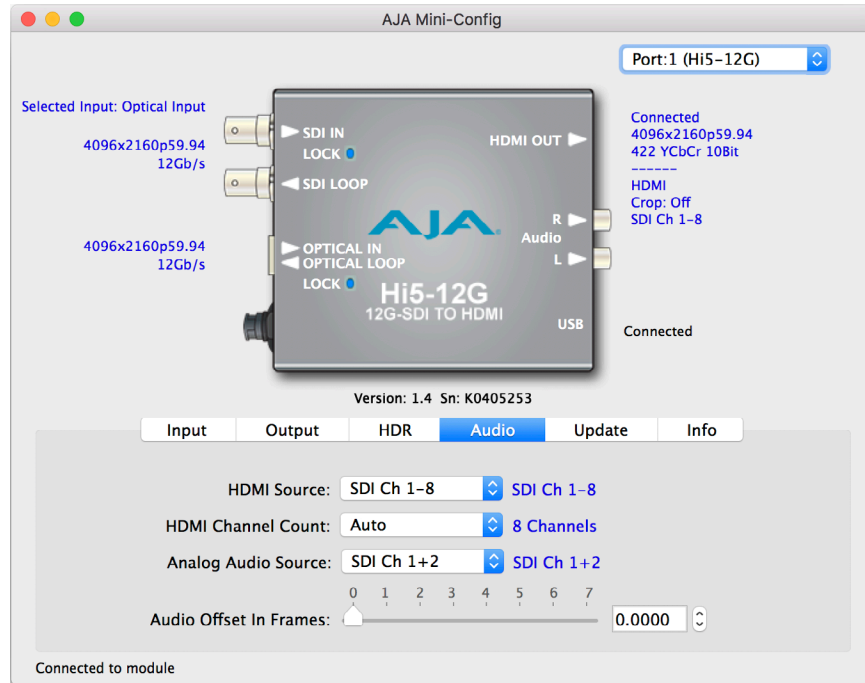 AJA Mini-Config
Port:1 (Hi5-12G)
Selected Input: Optical Input
4096x2160p59.94
12Gb/s
4096x2160p59.94
12Gb/s
SDI IN
LOCK
SDI LOOP
OPTICAL IN
OPTICAL LOOP
LOCK
HDMI OUT
AJA
R
Audio
L
Hi5-12G
12G-SDI TO HDMI
USB
Connected
4096x2160p59.94
422 YCbCr 10Bit
------
HDMI
Crop: Off
SDI Ch 1-8
Connected
Version: 1.4 Sn: K0405253
Input Output HDR Audio Update Info
HDMI Source: SDI Ch 1-8 SDI Ch 1-8
HDMI Channel Count: Auto 8 Channels
Analog Audio Source: SDI Ch 1+2 SDI Ch 1+2
0 1 2 3 4 5 6 7
Audio Offset In Frames: 0.0000
Connected to module